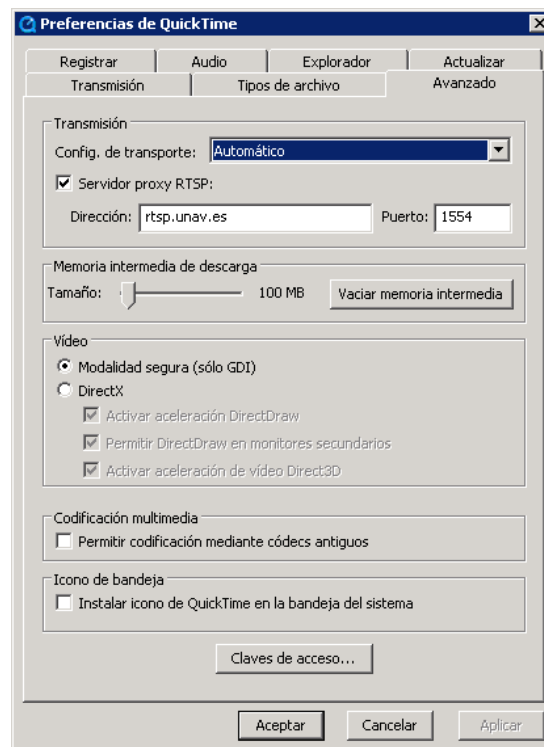 Preferencias de QuickTime
Registrar Audio Explorador Actualizar
Transmisión Tipos de archivo Avanzado
Transmisión
Config. de transporte: Automático
Servidor proxy RTSP:
Dirección: rtsp.unav.es Puerto: 1554
Memoria intermedia de descarga
Tamaño: 100 MB Vaciar memoria intermedia
Vídeo
Modalidad segura (sólo GDI)
DirectX
Activar aceleración DirectDraw
Permitir DirectDraw en monitores secundarios
Activar aceleración de vídeo Direct3D
Codificación multimedia
Permitir codificación mediante códecs antiguos
Icono de bandeja
Instalar icono de QuickTime en la bandeja del sistema
Claves de acceso...
Aceptar Cancelar Aplicar